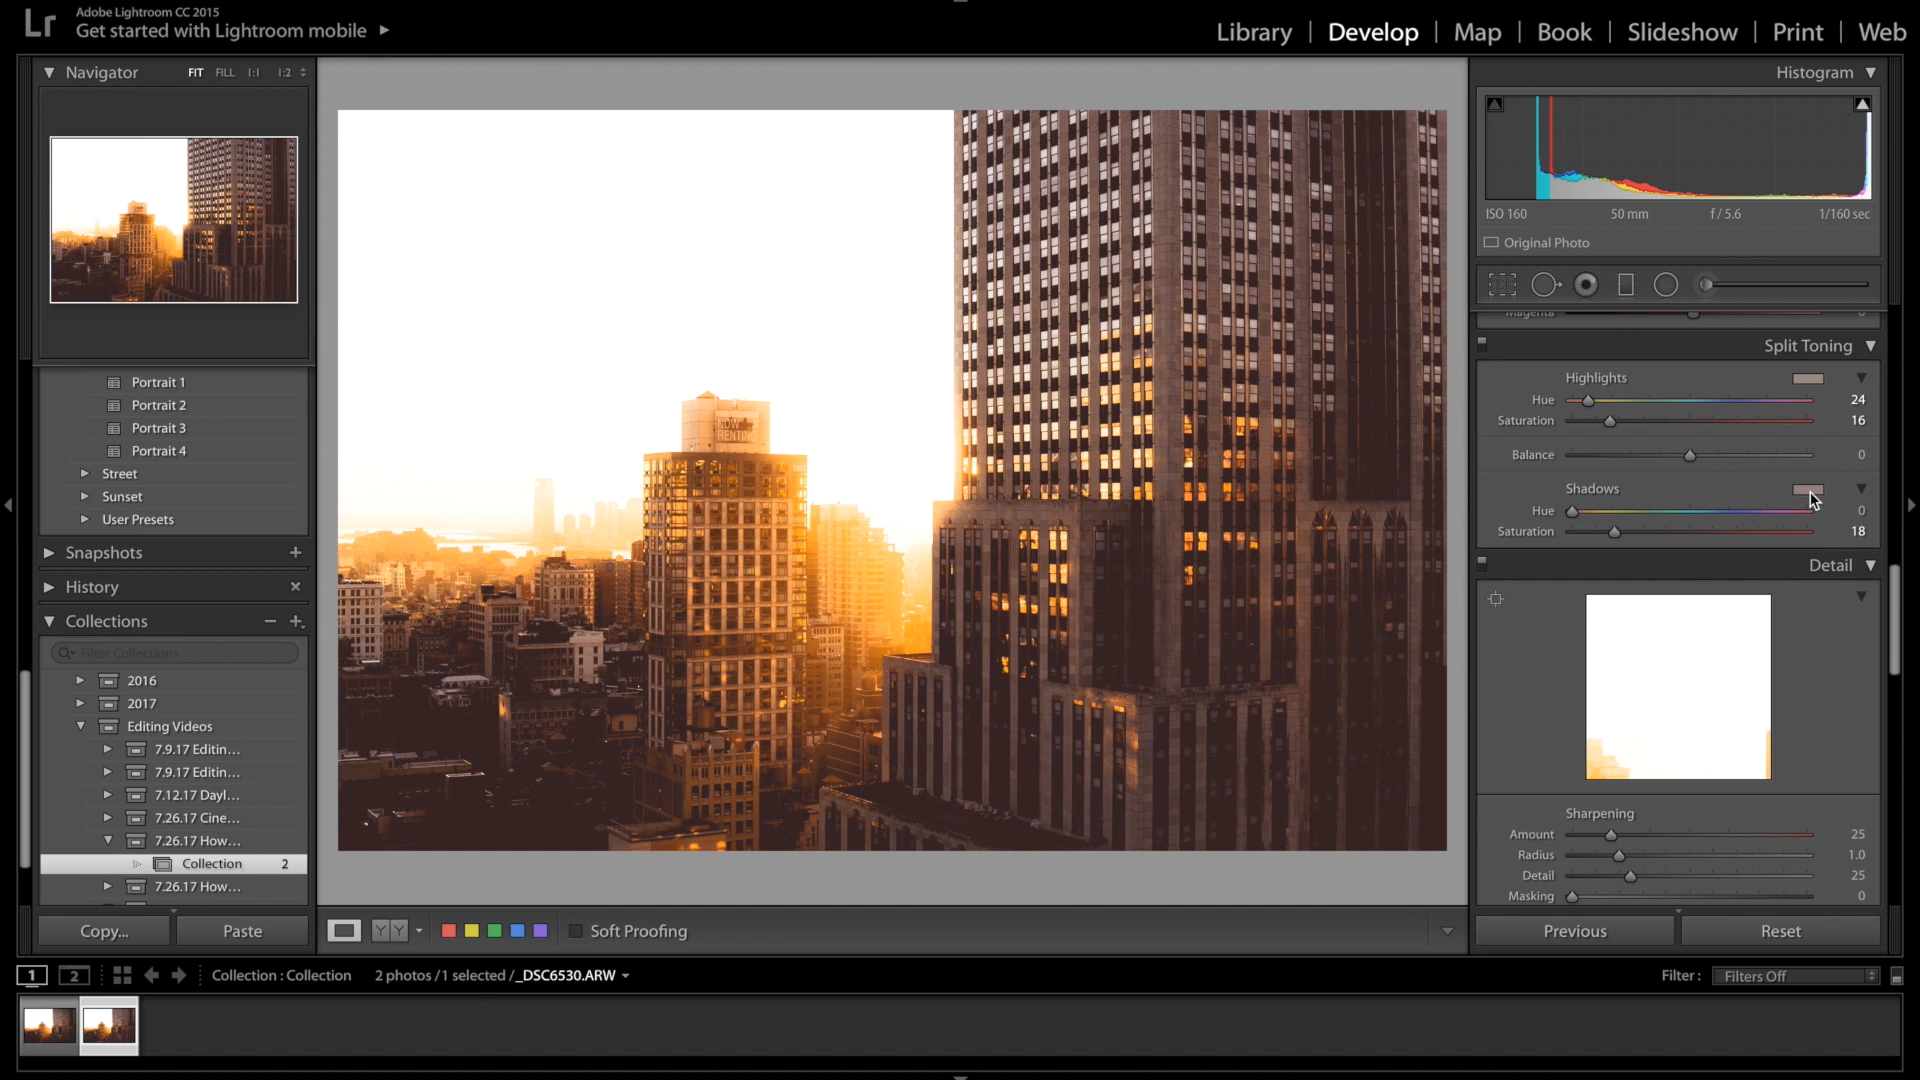 Lr
Adobe Lightroom CC 2015
Get started with Lightroom mobile
Library | Develop | Map | Book | Slideshow | Print | Web
Navigator FIT FILL 1:1 1:2
Portrait 1
Portrait 2
Portrait 3
Portrait 4
Street
Sunset
User Presets
Snapshots
History
Collections
Filter Collections
2016
2017
Editing Videos
7.9.17 Editin...
7.9.17 Editin...
7.12.17 Dayl...
7.26.17 Cine...
7.26.17 How...
Collection 2
7.26.17 How...
Copy...
Paste
NOW
RENTING
Soft Proofing
Histogram
ISO 160 50 mm f / 5.6 1/160 sec
Original Photo
Magenta 0
Split Toning
Highlights
Hue 24
Saturation 16
Balance 0
Shadows
Hue 0
Saturation 18
Detail
Sharpening
Amount 25
Radius 1.0
Detail 25
Masking 0
Previous
Reset
1 2 Collection : Collection 2 photos / 1 selected / _DSC6530.ARW
Filter : Filters Off